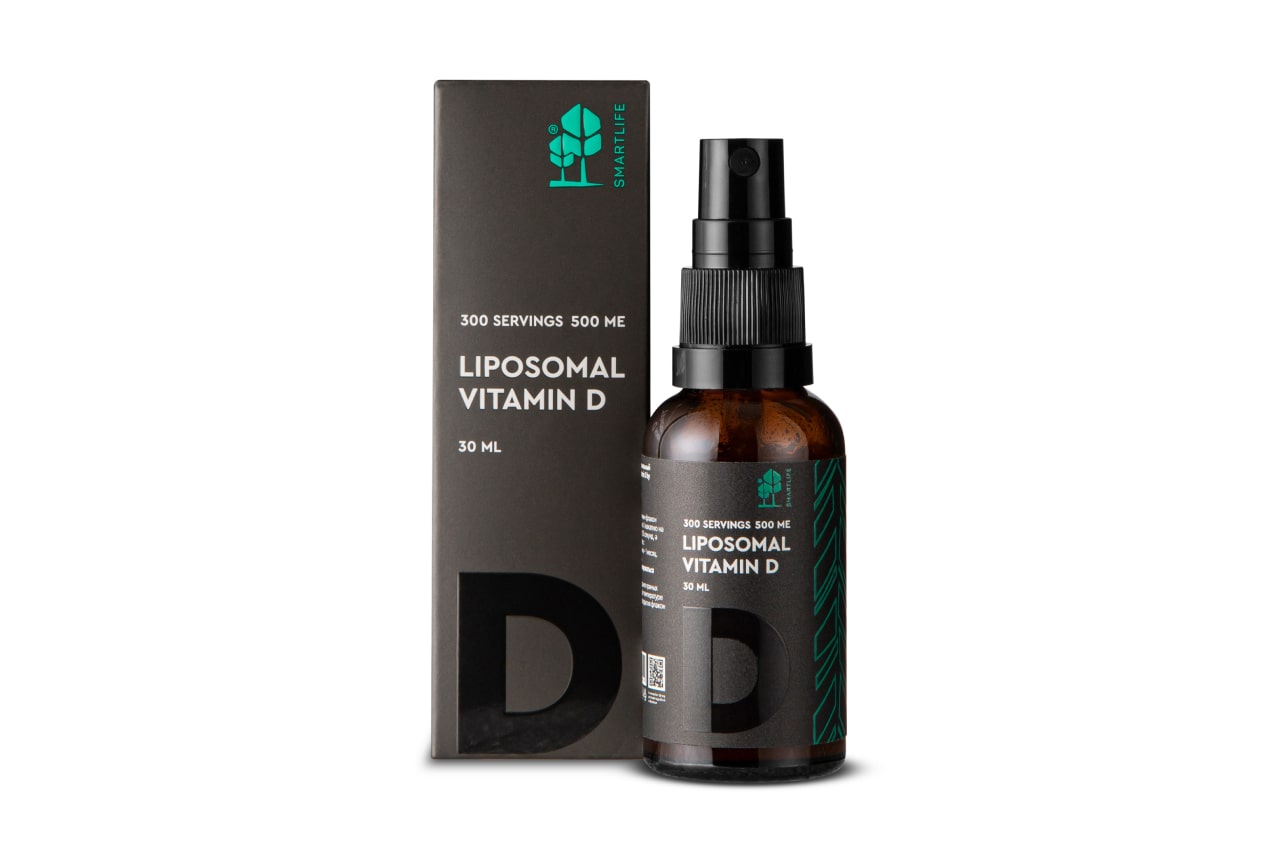 ®
SMARTLIFE
300 SERVINGS 500 ME
LIPOSOMAL
VITAMIN D
30 ML
D
SMARTLIFE
300 SERVINGS 500 ME
LIPOSOMAL
VITAMIN D
30 ML
D